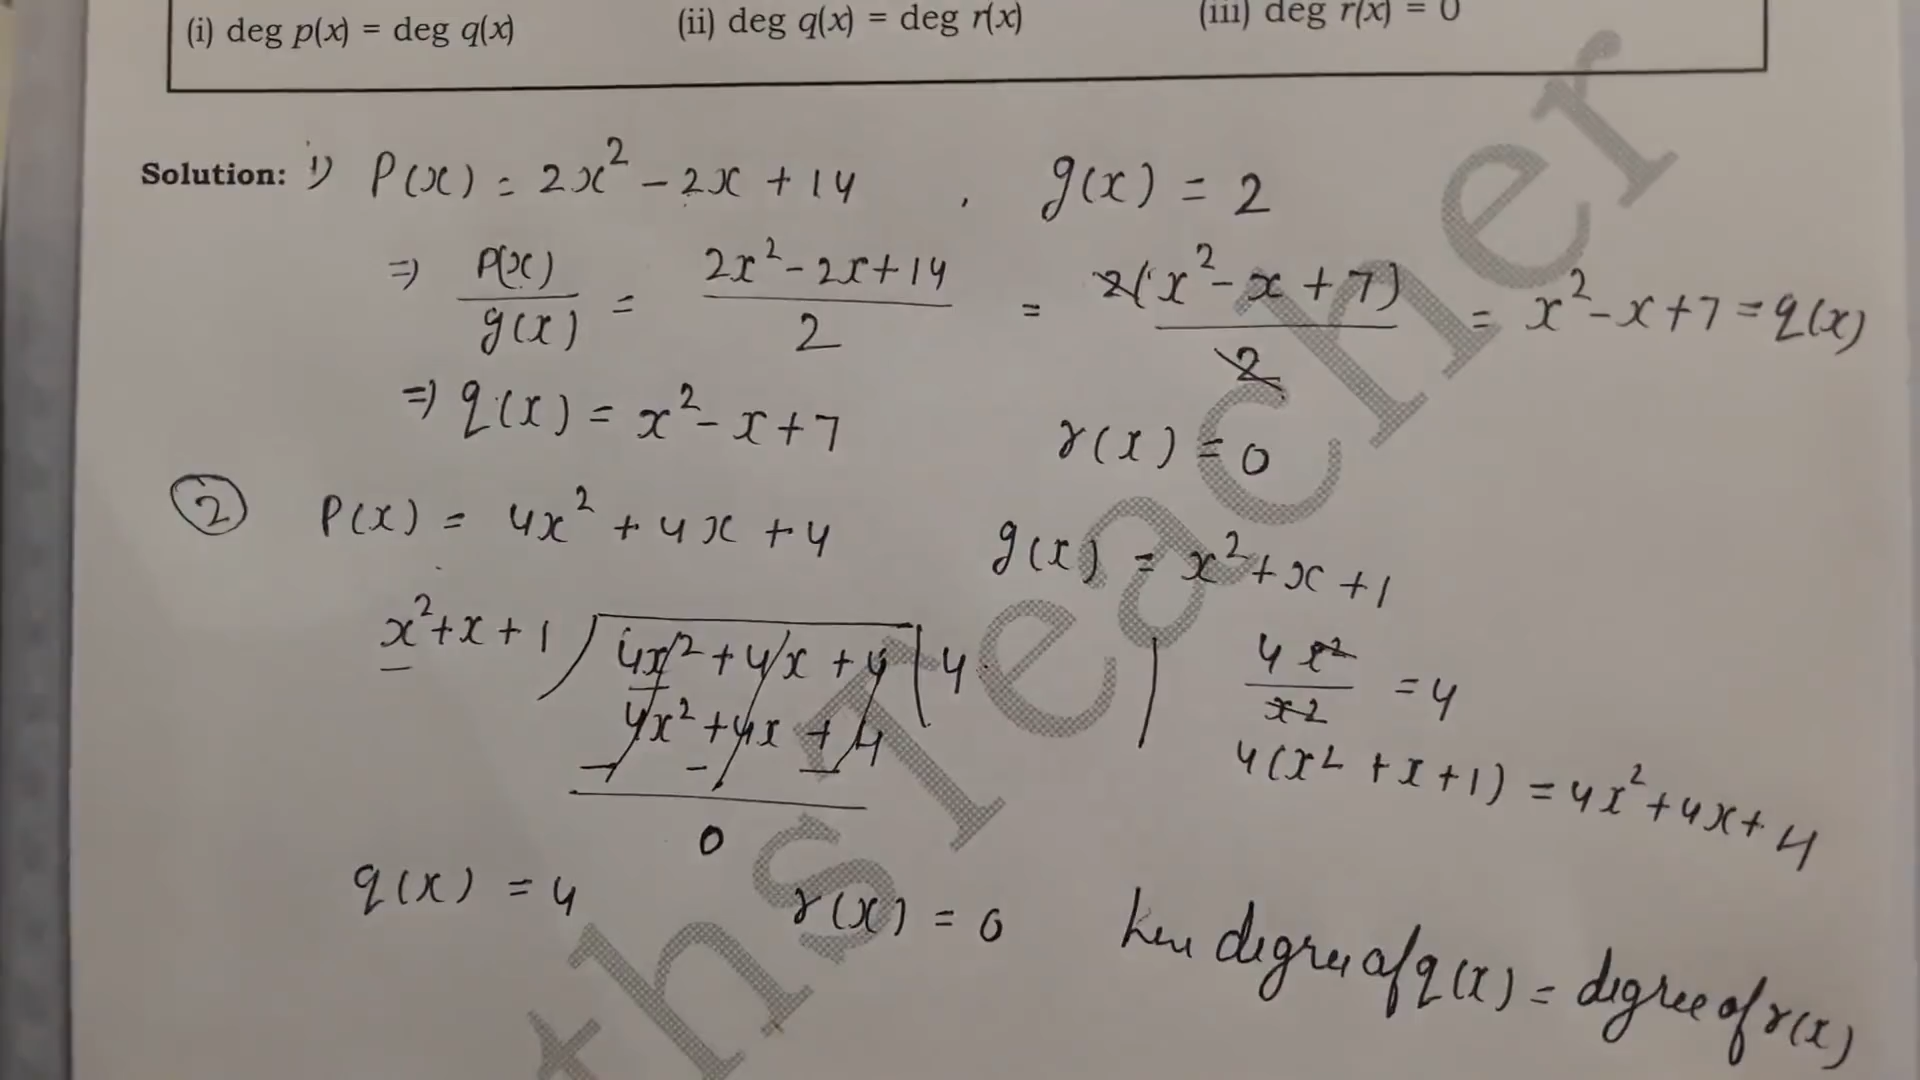 (i) deg p(x) = deg q(x) (ii) deg q(x) = deg r(x) (iii) deg r(x) = 0
Solution: 1) P(x) = 2x² - 2x + 14 , g(x) = 2
⇒ P(x)/g(x) = (2x² - 2x + 14)/2 = 2(x² - x + 7)/2 = x² - x + 7 = q(x)
⇒ q(x) = x² - x + 7 r(x) = 0
2 P(x) = 4x² + 4x + 4 g(x) = x² + x + 1
x² + x + 1 ) 4x² + 4x + 4 | 4 4x²/x² = 4
4x² + 4x + 4 4(x² + x + 1) = 4x² + 4x + 4
- - -
0
q(x) = 4 r(x) = 0 here degree of q(x) = degree of r(x)
thsTeacher